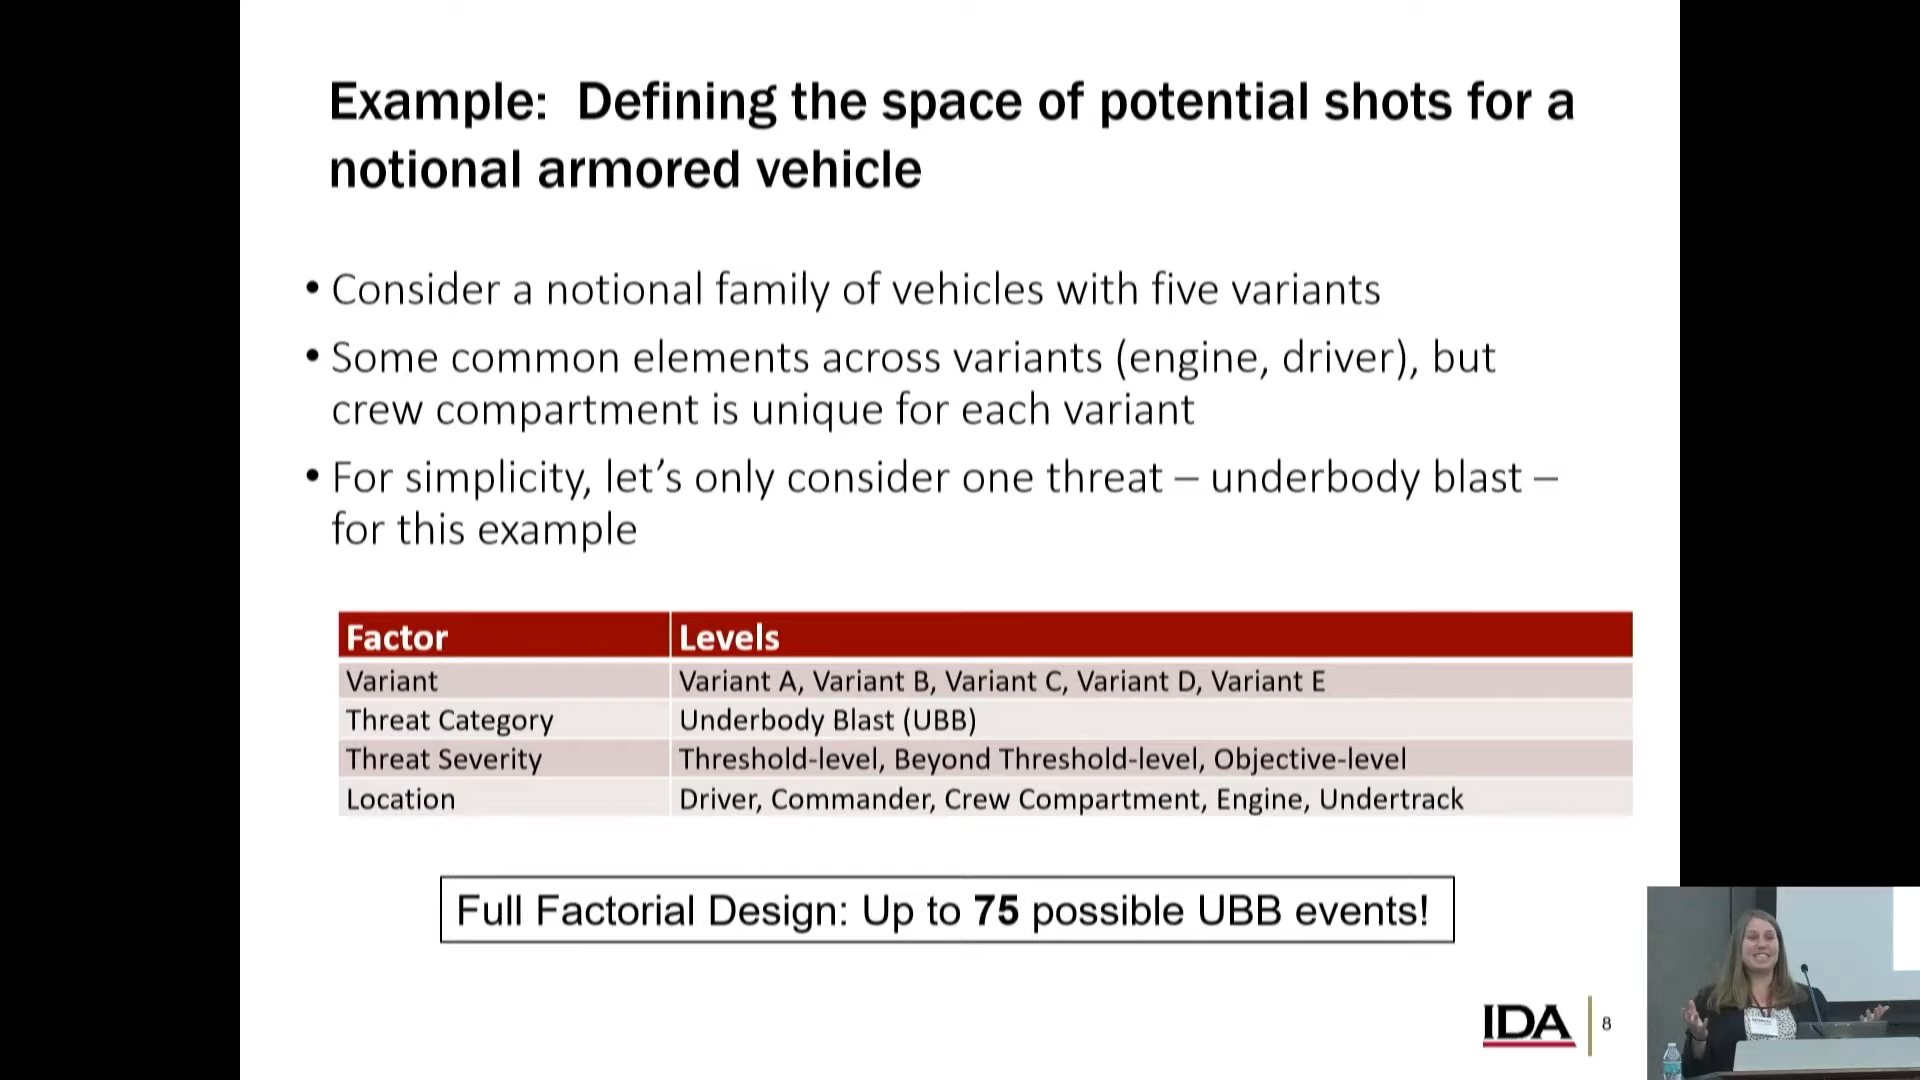 Example: Defining the space of potential shots for a
notional armored vehicle
• Consider a notional family of vehicles with five variants
• Some common elements across variants (engine, driver), but
crew compartment is unique for each variant
• For simplicity, let's only consider one threat – underbody blast –
for this example
Factor Levels
Variant Variant A, Variant B, Variant C, Variant D, Variant E
Threat Category Underbody Blast (UBB)
Threat Severity Threshold-level, Beyond Threshold-level, Objective-level
Location Driver, Commander, Crew Compartment, Engine, Undertrack
Full Factorial Design: Up to 75 possible UBB events!
IDA 8